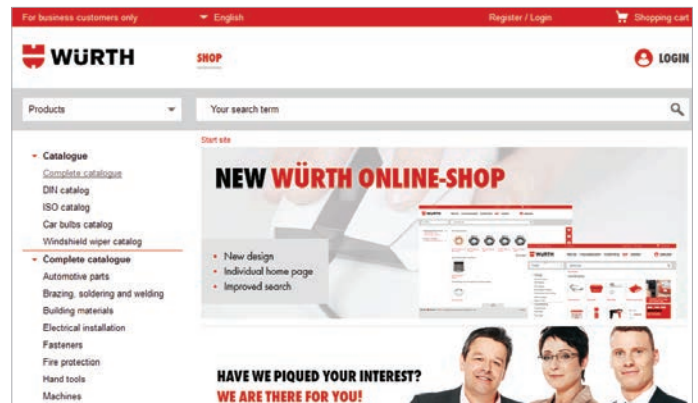 For business customers only
English
Register / Login
Shopping cart
WÜRTH
SHOP
LOGIN
Products
Your search term
Start site
Catalogue
Complete catalogue
DIN catalog
ISO catalog
Car bulbs catalog
Windshield wiper catalog
Complete catalogue
Automotive parts
Brazing, soldering and welding
Building materials
Electrical installation
Fasteners
Fire protection
Hand tools
Machines
NEW WÜRTH ONLINE-SHOP
• New design
• Individual home page
• Improved search
WÜRTH
WÜRTH
HAVE WE PIQUED YOUR INTEREST?
WE ARE THERE FOR YOU!